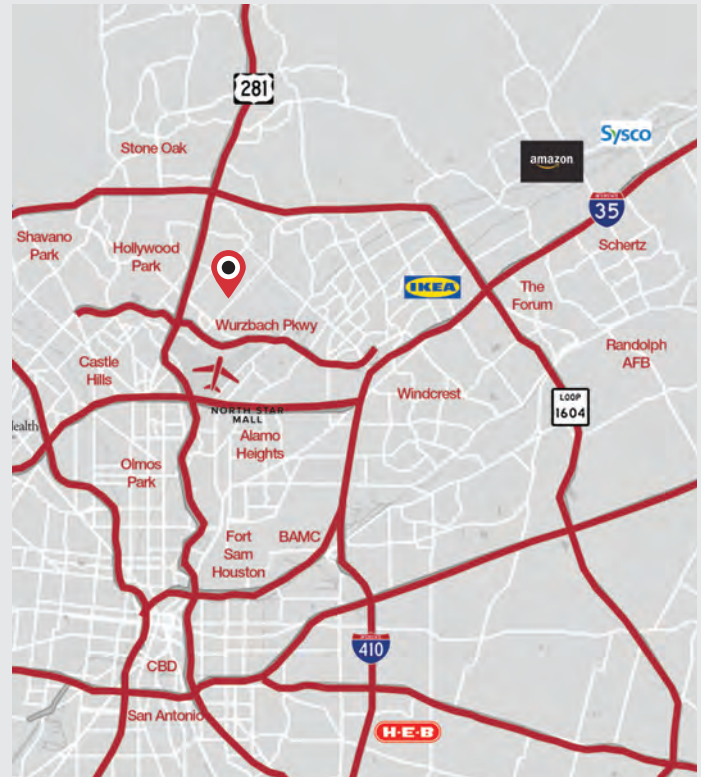 281
Stone Oak
Sysco
amazon
INTERSTATE
35
Shavano
Park
Hollywood
Park
Schertz
IKEA
The
Forum
Wurzbach Pkwy
Randolph
AFB
Castle
Hills
Windcrest
LOOP
1604
NORTH STAR
MALL
ealth
Alamo
Heights
Olmos
Park
Fort
Sam
Houston
BAMC
INTERSTATE
410
CBD
San Antonio
H-E-B